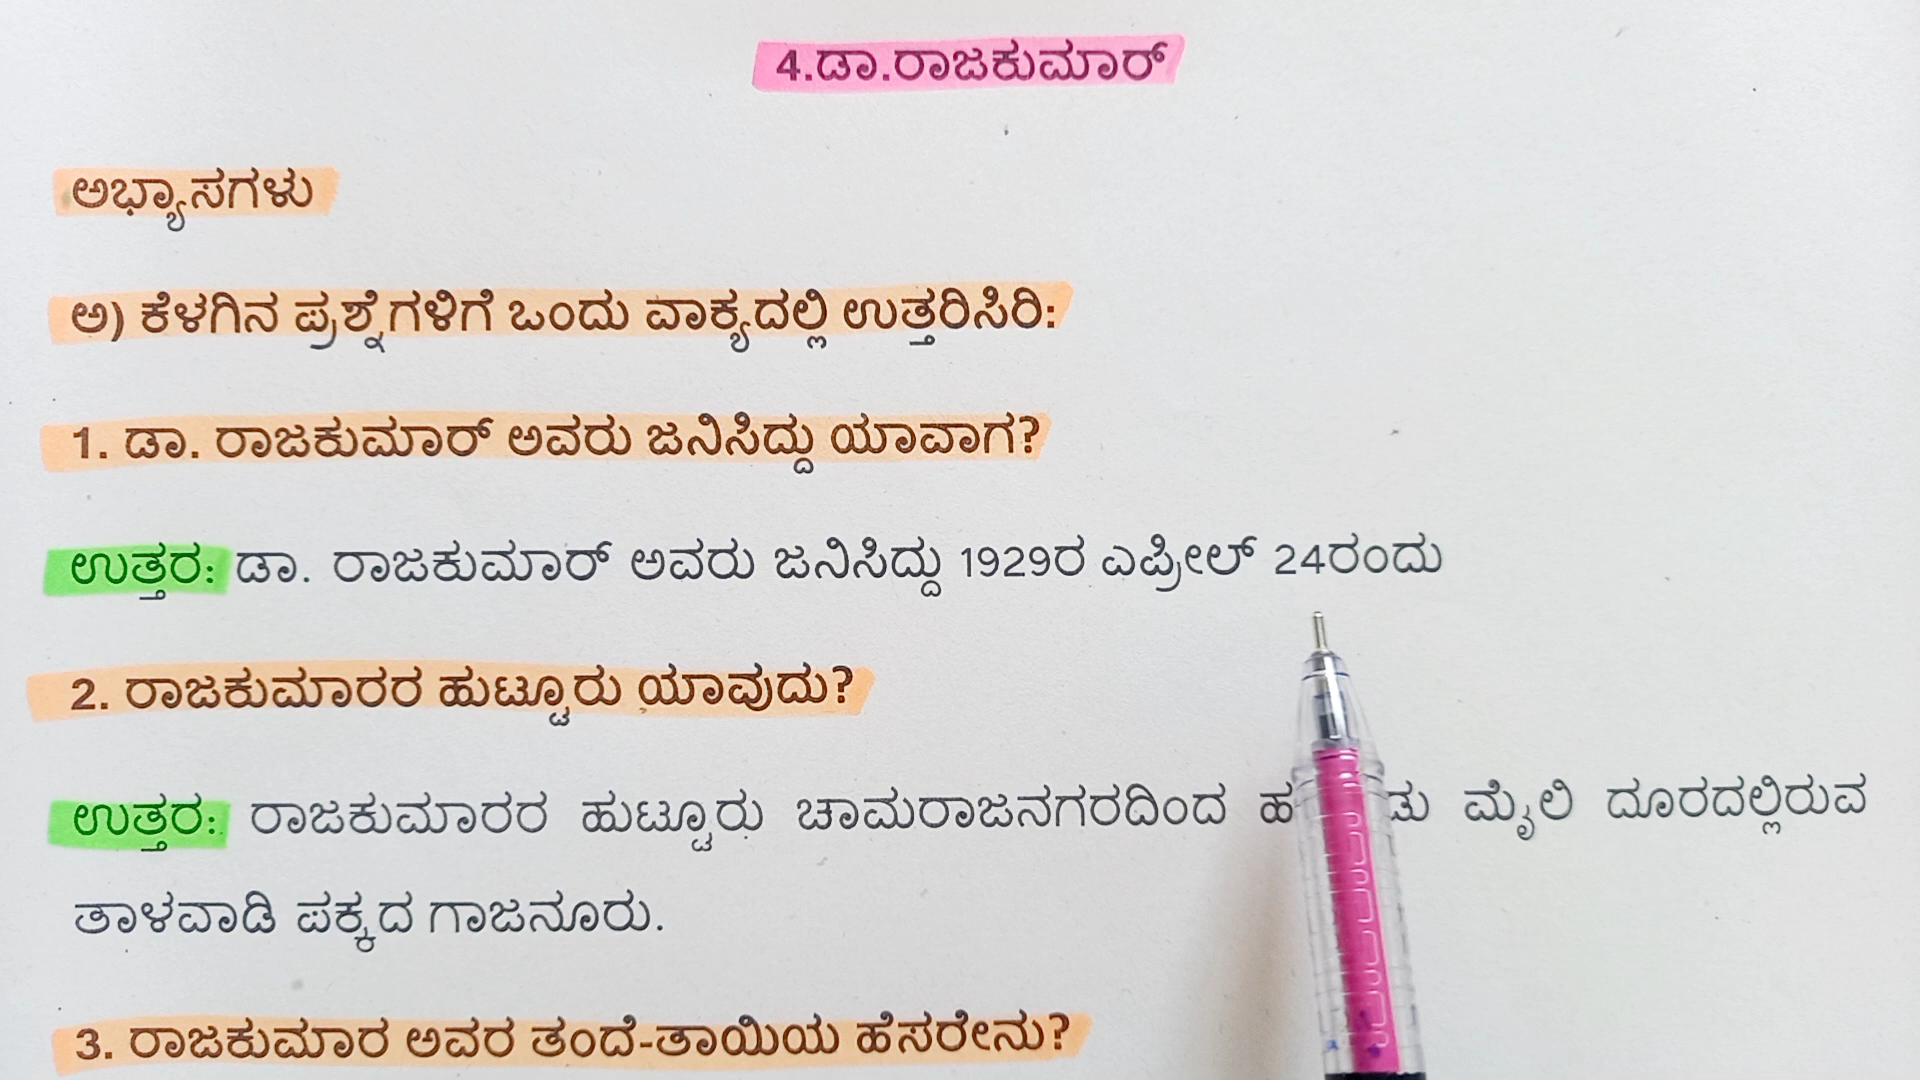 4.ಡಾ.ರಾಜಕುಮಾರ್
ಅಭ್ಯಾಸಗಳು
ಅ) ಕೆಳಗಿನ ಪ್ರಶ್ನೆಗಳಿಗೆ ಒಂದು ವಾಕ್ಯದಲ್ಲಿ ಉತ್ತರಿಸಿರಿ:
1. ಡಾ. ರಾಜಕುಮಾರ್ ಅವರು ಜನಿಸಿದ್ದು ಯಾವಾಗ?
ಉತ್ತರ: ಡಾ. ರಾಜಕುಮಾರ್ ಅವರು ಜನಿಸಿದ್ದು 1929ರ ಎಪ್ರೀಲ್ 24ರಂದು
2. ರಾಜಕುಮಾರರ ಹುಟ್ಟೂರು ಯಾವುದು?
ಉತ್ತರ: ರಾಜಕುಮಾರರ ಹುಟ್ಟೂರು ಚಾಮರಾಜನಗರದಿಂದ ಮೈಲಿ ದೂರದಲ್ಲಿರುವ
ತಾಳವಾಡಿ ಪಕ್ಕದ ಗಾಜನೂರು.
3. ರಾಜಕುಮಾರ ಅವರ ತಂದೆ-ತಾಯಿಯ ಹೆಸರೇನು?